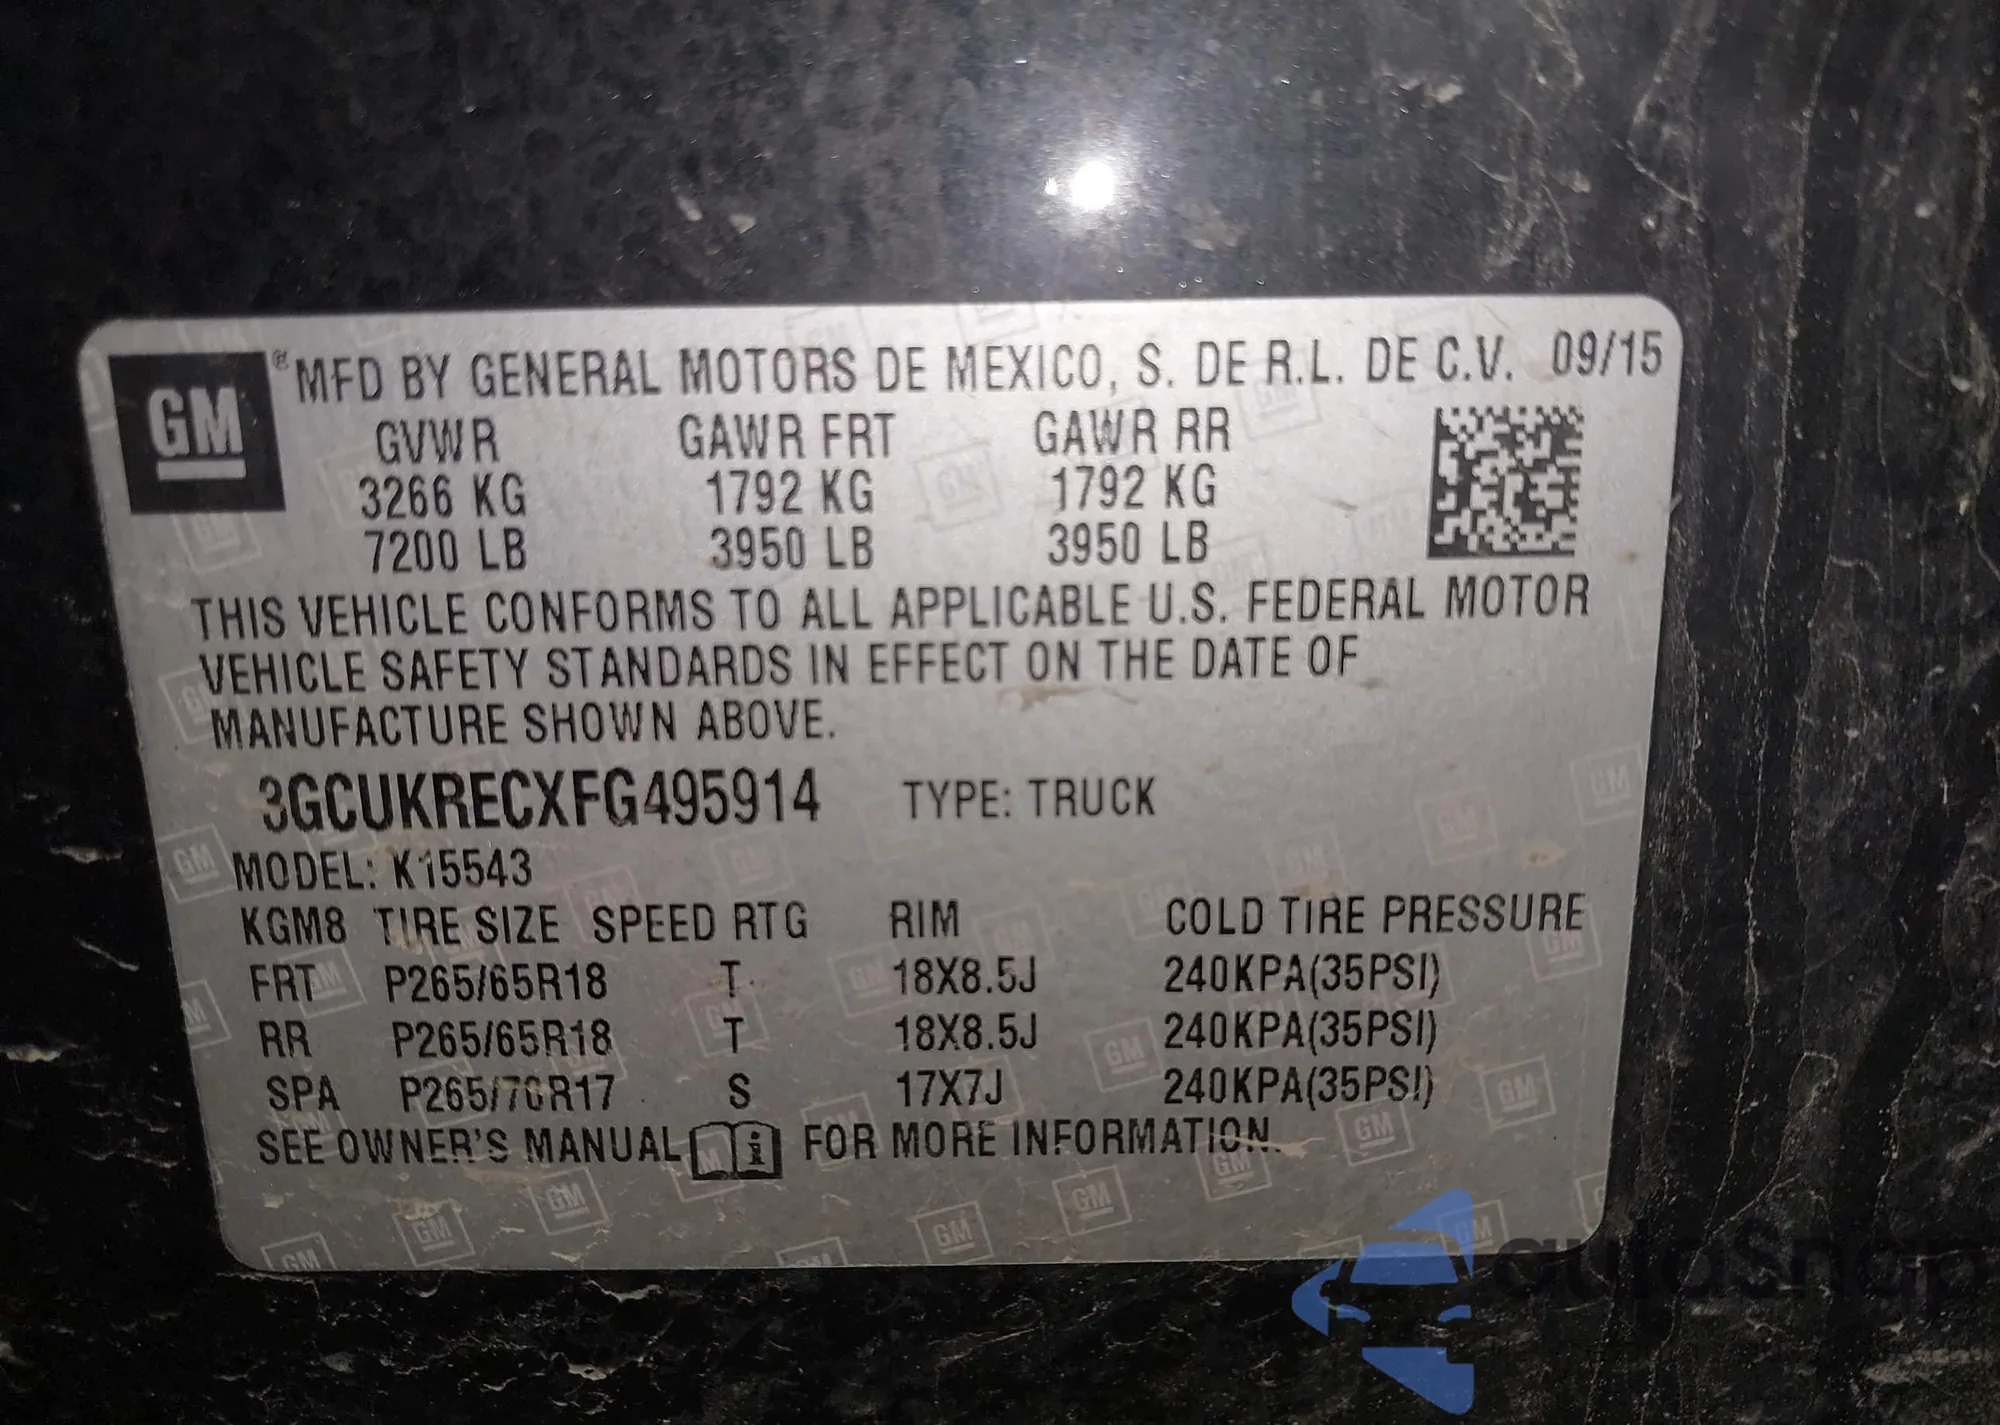 GM
® MFD BY GENERAL MOTORS DE MEXICO, S. DE R.L. DE C.V. 09/15
GVWR GAWR FRT GAWR RR
3266 KG 1792 KG 1792 KG
7200 LB 3950 LB 3950 LB
THIS VEHICLE CONFORMS TO ALL APPLICABLE U.S. FEDERAL MOTOR
VEHICLE SAFETY STANDARDS IN EFFECT ON THE DATE OF
MANUFACTURE SHOWN ABOVE.
3GCUKRECXFG495914 TYPE: TRUCK
MODEL: K15543
KGM8 TIRE SIZE SPEED RTG RIM COLD TIRE PRESSURE
FRT P265/65R18 T 18X8.5J 240KPA(35PSI)
RR P265/65R18 T 18X8.5J 240KPA(35PSI)
SPA P265/70R17 S 17X7J 240KPA(35PSI)
SEE OWNER'S MANUAL i FOR MORE INFORMATION.
autoSnap